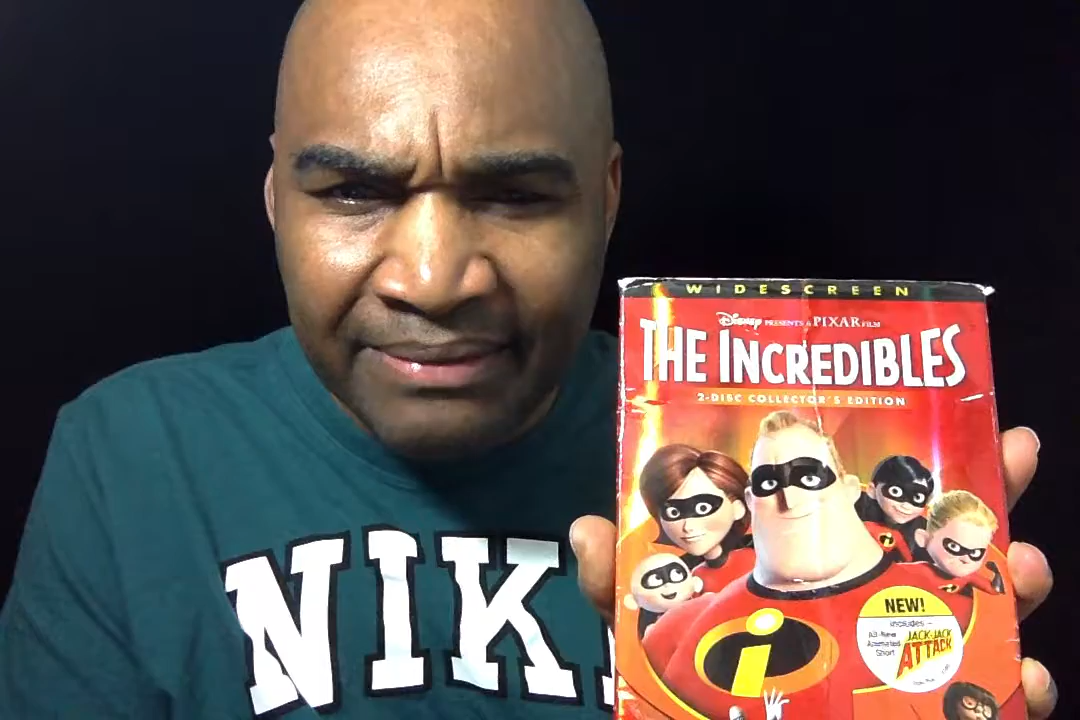 NIK
WIDESCREEN
Disney PRESENTS A PIXAR FILM
THE INCREDIBLES
2-DISC COLLECTOR'S EDITION
NEW!
Includes –
All-New
Animated
Short
JACK-JACK
ATTACK